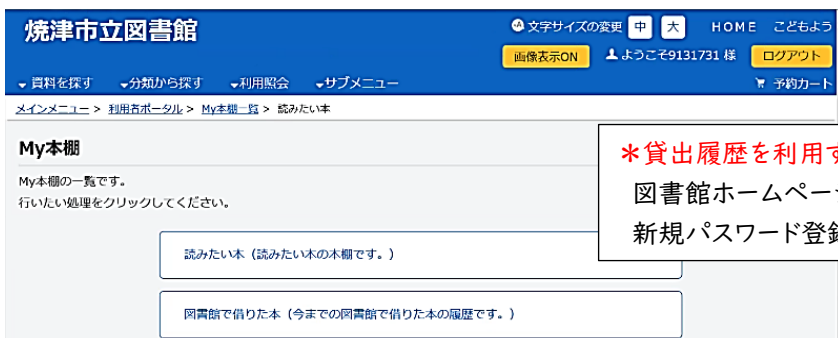 焼津市立図書館
文字サイズの変更 中 大 HOME こどもよう
画像表示ON ようこそ9131731 様 ログアウト
資料を探す 分類から探す 利用照会 サブメニュー 予約カート
メインメニュー > 利用者ポータル > My本棚一覧 > 読みたい本
My本棚
My本棚の一覧です。
行いたい処理をクリックしてください。
＊貸出履歴を利用す
図書館ホームペー
新規パスワード登録
読みたい本（読みたい本の本棚です。）
図書館で借りた本（今までの図書館で借りた本の履歴です。）